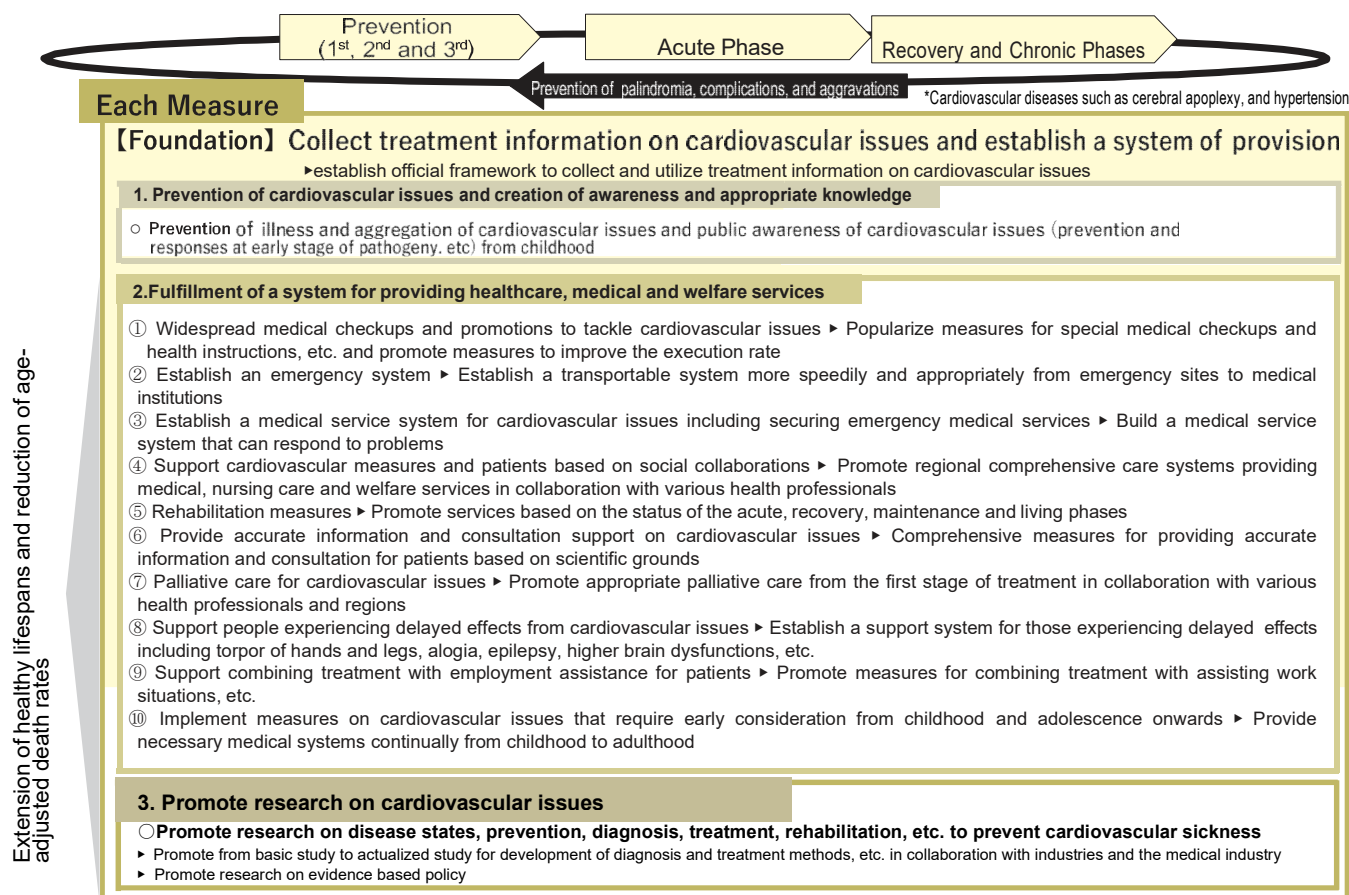 Prevention
(1st, 2nd and 3rd)
Acute Phase
Recovery and Chronic Phases
Prevention of palindromia, complications, and aggravations
*Cardiovascular diseases such as cerebral apoplexy, and hypertension
Each Measure
【Foundation】 Collect treatment information on cardiovascular issues and establish a system of provision
▶establish official framework to collect and utilize treatment information on cardiovascular issues
1. Prevention of cardiovascular issues and creation of awareness and appropriate knowledge
○ Prevention of illness and aggregation of cardiovascular issues and public awareness of cardiovascular issues (prevention and
responses at early stage of pathogeny. etc) from childhood
2.Fulfillment of a system for providing healthcare, medical and welfare services
① Widespread medical checkups and promotions to tackle cardiovascular issues ▶ Popularize measures for special medical checkups and
health instructions, etc. and promote measures to improve the execution rate
② Establish an emergency system ▶ Establish a transportable system more speedily and appropriately from emergency sites to medical
institutions
③ Establish a medical service system for cardiovascular issues including securing emergency medical services ▶ Build a medical service
system that can respond to problems
④ Support cardiovascular measures and patients based on social collaborations ▶ Promote regional comprehensive care systems providing
medical, nursing care and welfare services in collaboration with various health professionals
⑤ Rehabilitation measures ▶ Promote services based on the status of the acute, recovery, maintenance and living phases
⑥ Provide accurate information and consultation support on cardiovascular issues ▶ Comprehensive measures for providing accurate
information and consultation for patients based on scientific grounds
⑦ Palliative care for cardiovascular issues ▶ Promote appropriate palliative care from the first stage of treatment in collaboration with various
health professionals and regions
⑧ Support people experiencing delayed effects from cardiovascular issues ▶ Establish a support system for those experiencing delayed effects
including torpor of hands and legs, alogia, epilepsy, higher brain dysfunctions, etc.
⑨ Support combining treatment with employment assistance for patients ▶ Promote measures for combining treatment with assisting work
situations, etc.
⑩ Implement measures on cardiovascular issues that require early consideration from childhood and adolescence onwards ▶ Provide
necessary medical systems continually from childhood to adulthood
3. Promote research on cardiovascular issues
○Promote research on disease states, prevention, diagnosis, treatment, rehabilitation, etc. to prevent cardiovascular sickness
▶ Promote from basic study to actualized study for development of diagnosis and treatment methods, etc. in collaboration with industries and the medical industry
▶ Promote research on evidence based policy
Extension of healthy lifespans and reduction of age-
adjusted death rates